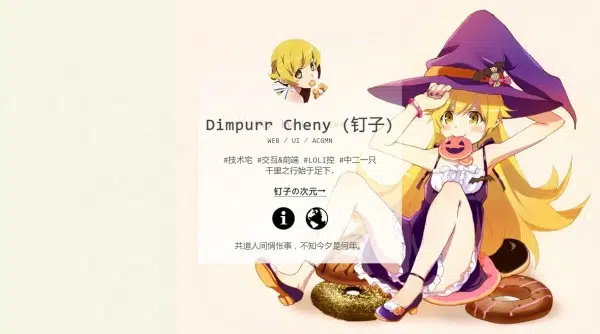 Dimpurr Cheny (钉子)
WEB / UI / ACGMN
#技术宅 #交互&前端 #LOLI控 #中二一只
千里之行始于足下.
钉子の次元→
共道人间惆怅事，不知今夕是何年。